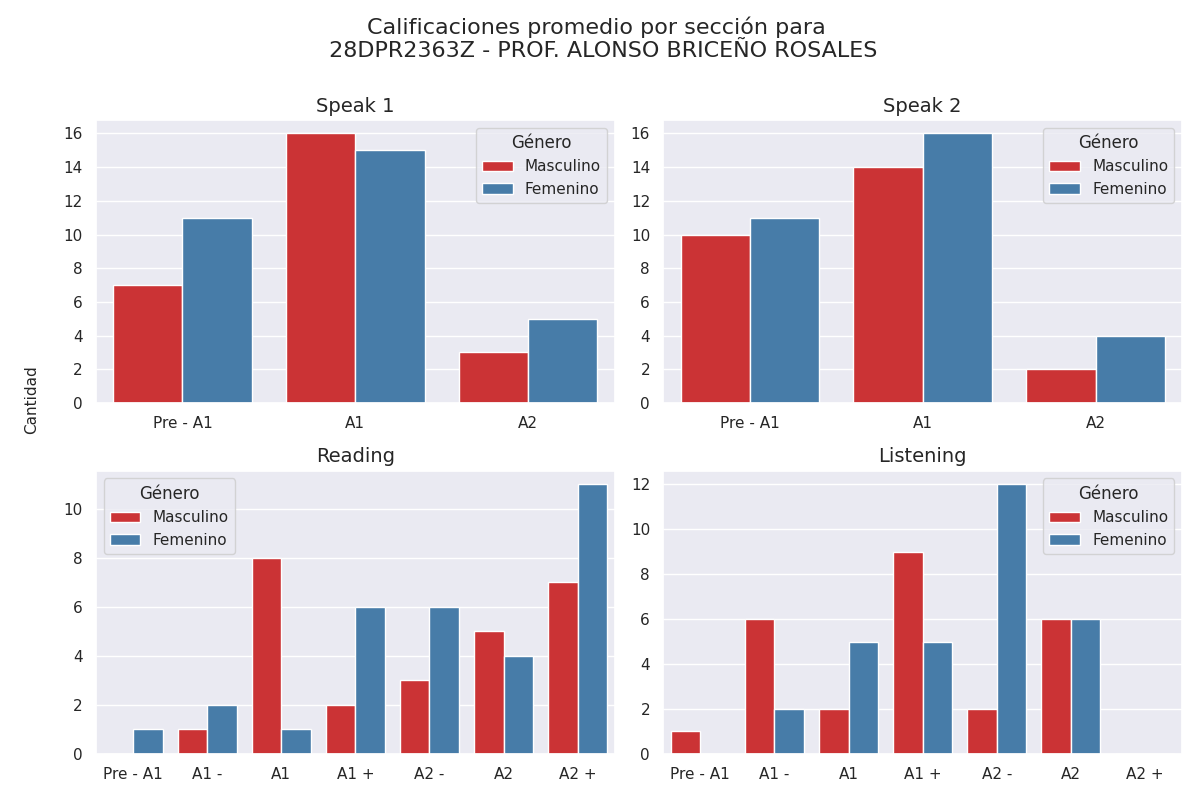 Calificaciones promedio por sección para
28DPR2363Z - PROF. ALONSO BRICEÑO ROSALES
Cantidad
Speak 1
16
14
12
10
8
6
4
2
0
Pre - A1
A1
A2
Género
Masculino
Femenino
Speak 2
16
14
12
10
8
6
4
2
0
Pre - A1
A1
A2
Género
Masculino
Femenino
Reading
10
8
6
4
2
0
Pre - A1
A1 -
A1
A1 +
A2 -
A2
A2 +
Género
Masculino
Femenino
Listening
12
10
8
6
4
2
0
Pre - A1
A1 -
A1
A1 +
A2 -
A2
A2 +
Género
Masculino
Femenino